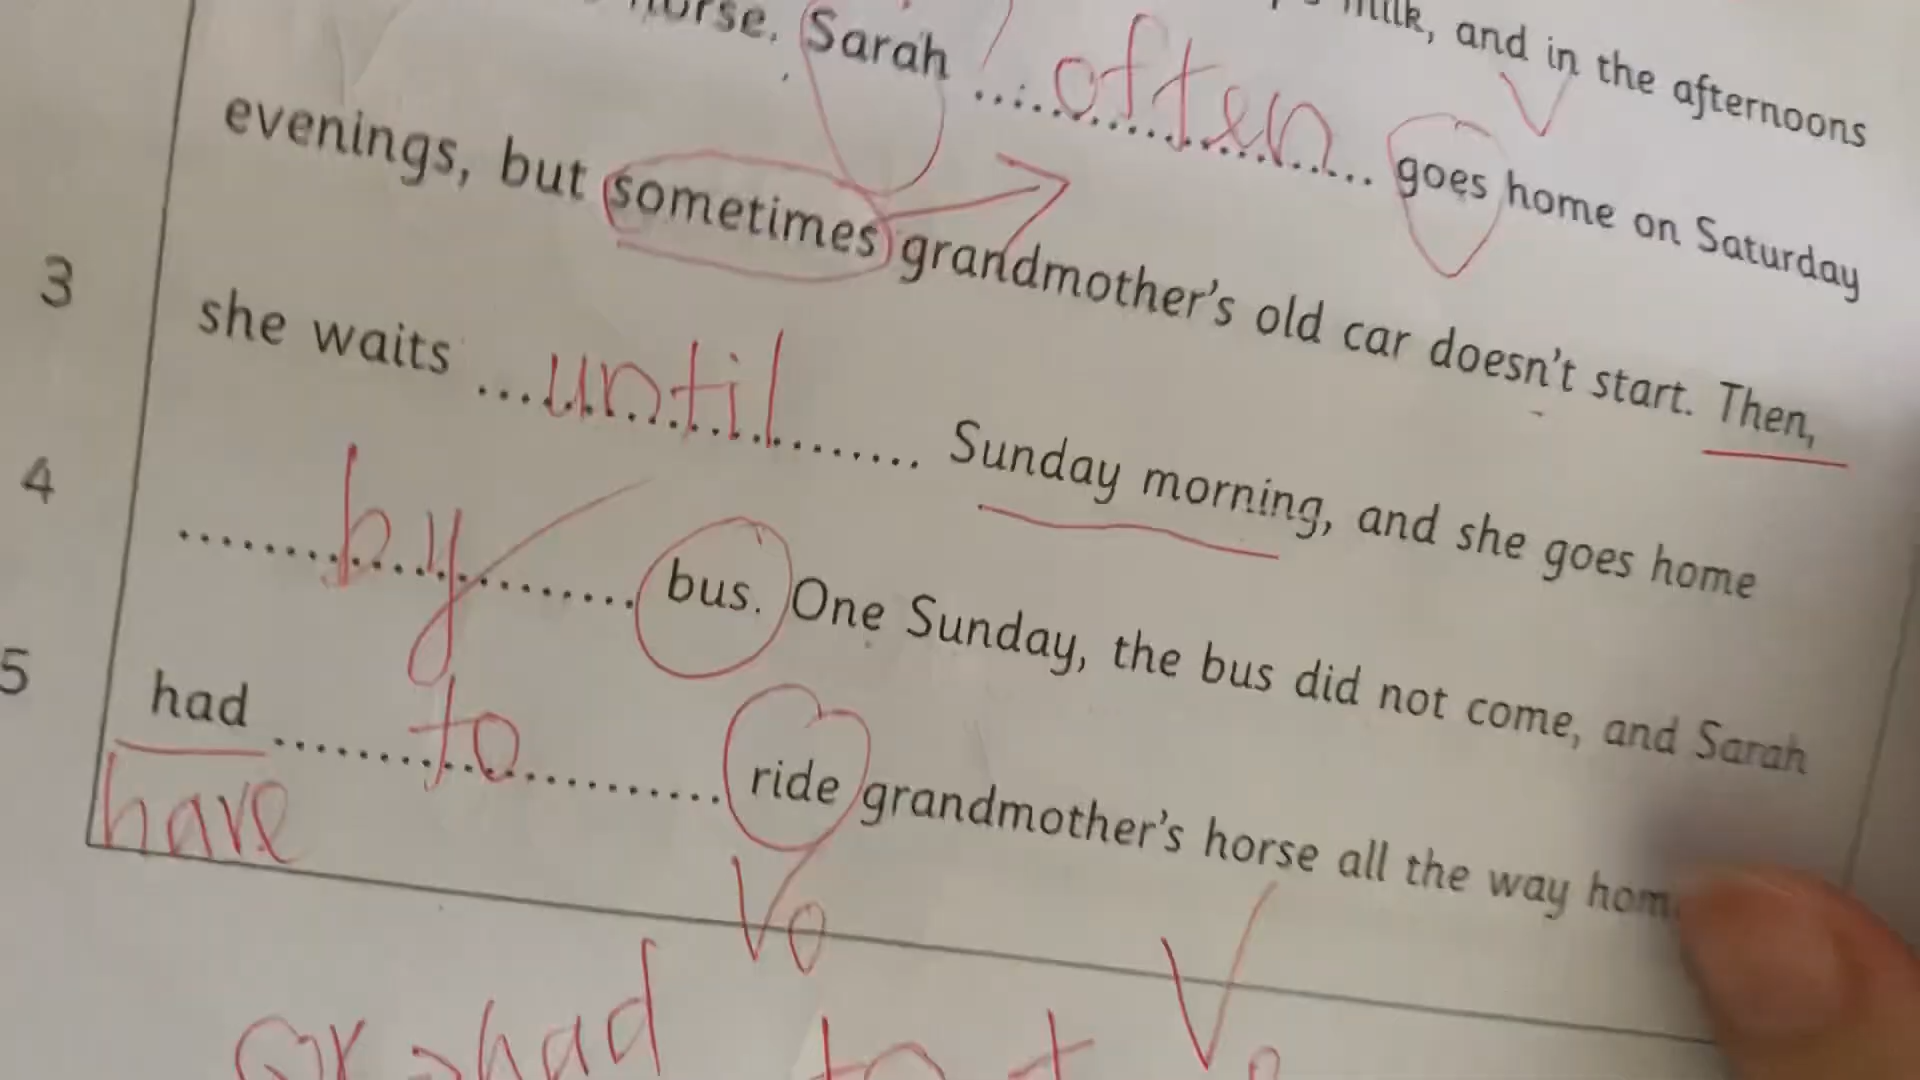 horse. Sarah ...often... goes home on Saturday
milk, and in the afternoons
evenings, but sometimes grandmother's old car doesn't start. Then,
3 she waits ...until... Sunday morning, and she goes home
4 ...by... bus. One Sunday, the bus did not come, and Sarah
5 had ...to... ride grandmother's horse all the way hom
have
Vo
had to + Vo